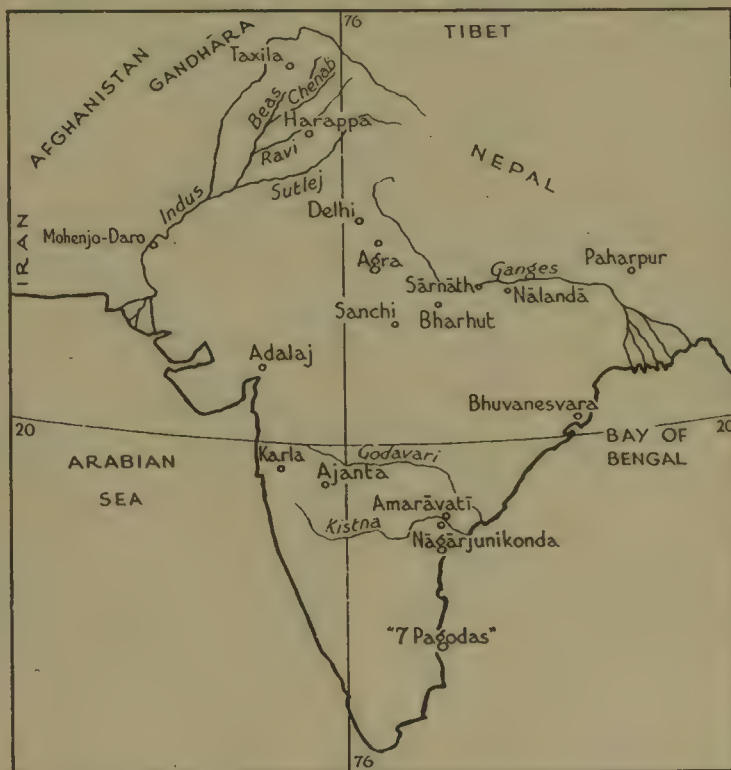 76
TIBET
AFGHANISTAN
GANDHĀRA
Taxila
Beas
Chenab
Harappa
Ravi
Sutlej
NEPAL
Indus
Delhi
IRAN
Mohenjo-Daro
Agra
Ganges
Paharpur
Sārnāth
Nālandā
Sanchi
Bharhut
Adalaj
Bhuvanesvara
20
20
BAY OF
BENGAL
ARABIAN
SEA
Karla
Godavari
Ajanta
Amarāvatī
Kistna
Nāgārjunikonda
"7 Pagodas"
76